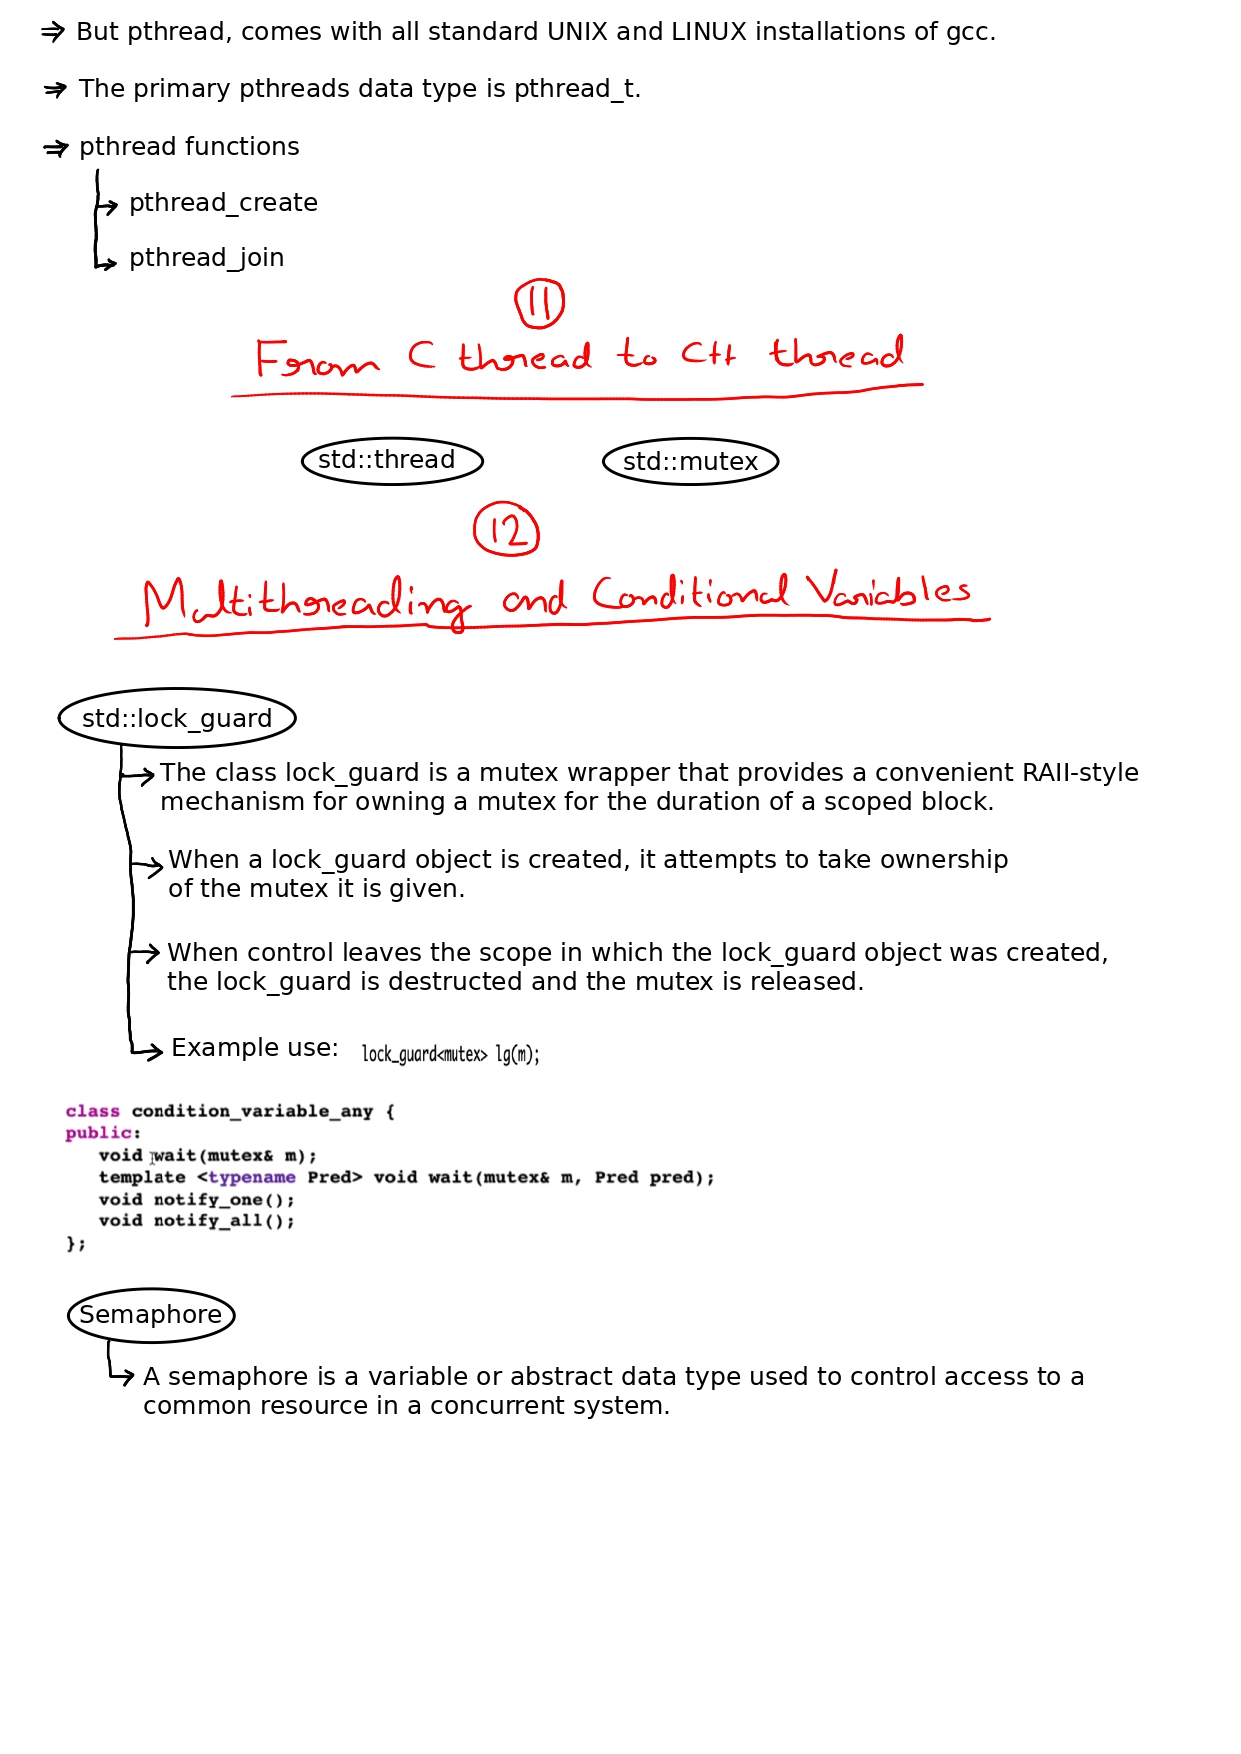 But pthread, comes with all standard UNIX and LINUX installations of gcc.
The primary pthreads data type is pthread_t.
pthread functions
pthread_create
pthread_join
11
From C thread to C++ thread
std::thread std::mutex
12
Multithreading and Conditional Variables
std::lock_guard
The class lock_guard is a mutex wrapper that provides a convenient RAII-style
mechanism for owning a mutex for the duration of a scoped block.
When a lock_guard object is created, it attempts to take ownership
of the mutex it is given.
When control leaves the scope in which the lock_guard object was created,
the lock_guard is destructed and the mutex is released.
Example use: lock_guard<mutex> lg(m);
class condition_variable_any {
public:
void wait(mutex& m);
template <typename Pred> void wait(mutex& m, Pred pred);
void notify_one();
void notify_all();
};
Semaphore
A semaphore is a variable or abstract data type used to control access to a
common resource in a concurrent system.